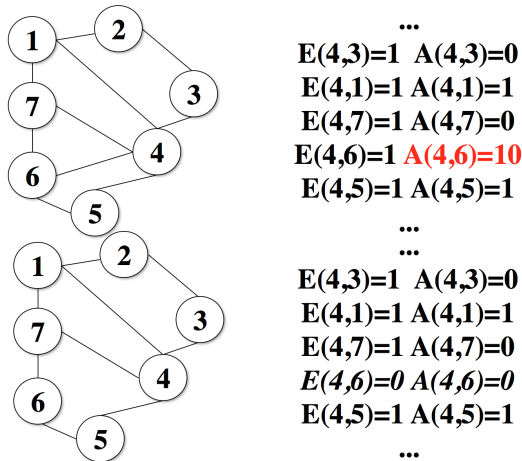 1
2
3
7
4
6
5
...
E(4,3)=1 A(4,3)=0
E(4,1)=1 A(4,1)=1
E(4,7)=1 A(4,7)=0
E(4,6)=1 A(4,6)=10
E(4,5)=1 A(4,5)=1
...
1
2
3
7
4
6
5
...
E(4,3)=1 A(4,3)=0
E(4,1)=1 A(4,1)=1
E(4,7)=1 A(4,7)=0
E(4,6)=0 A(4,6)=0
E(4,5)=1 A(4,5)=1
...